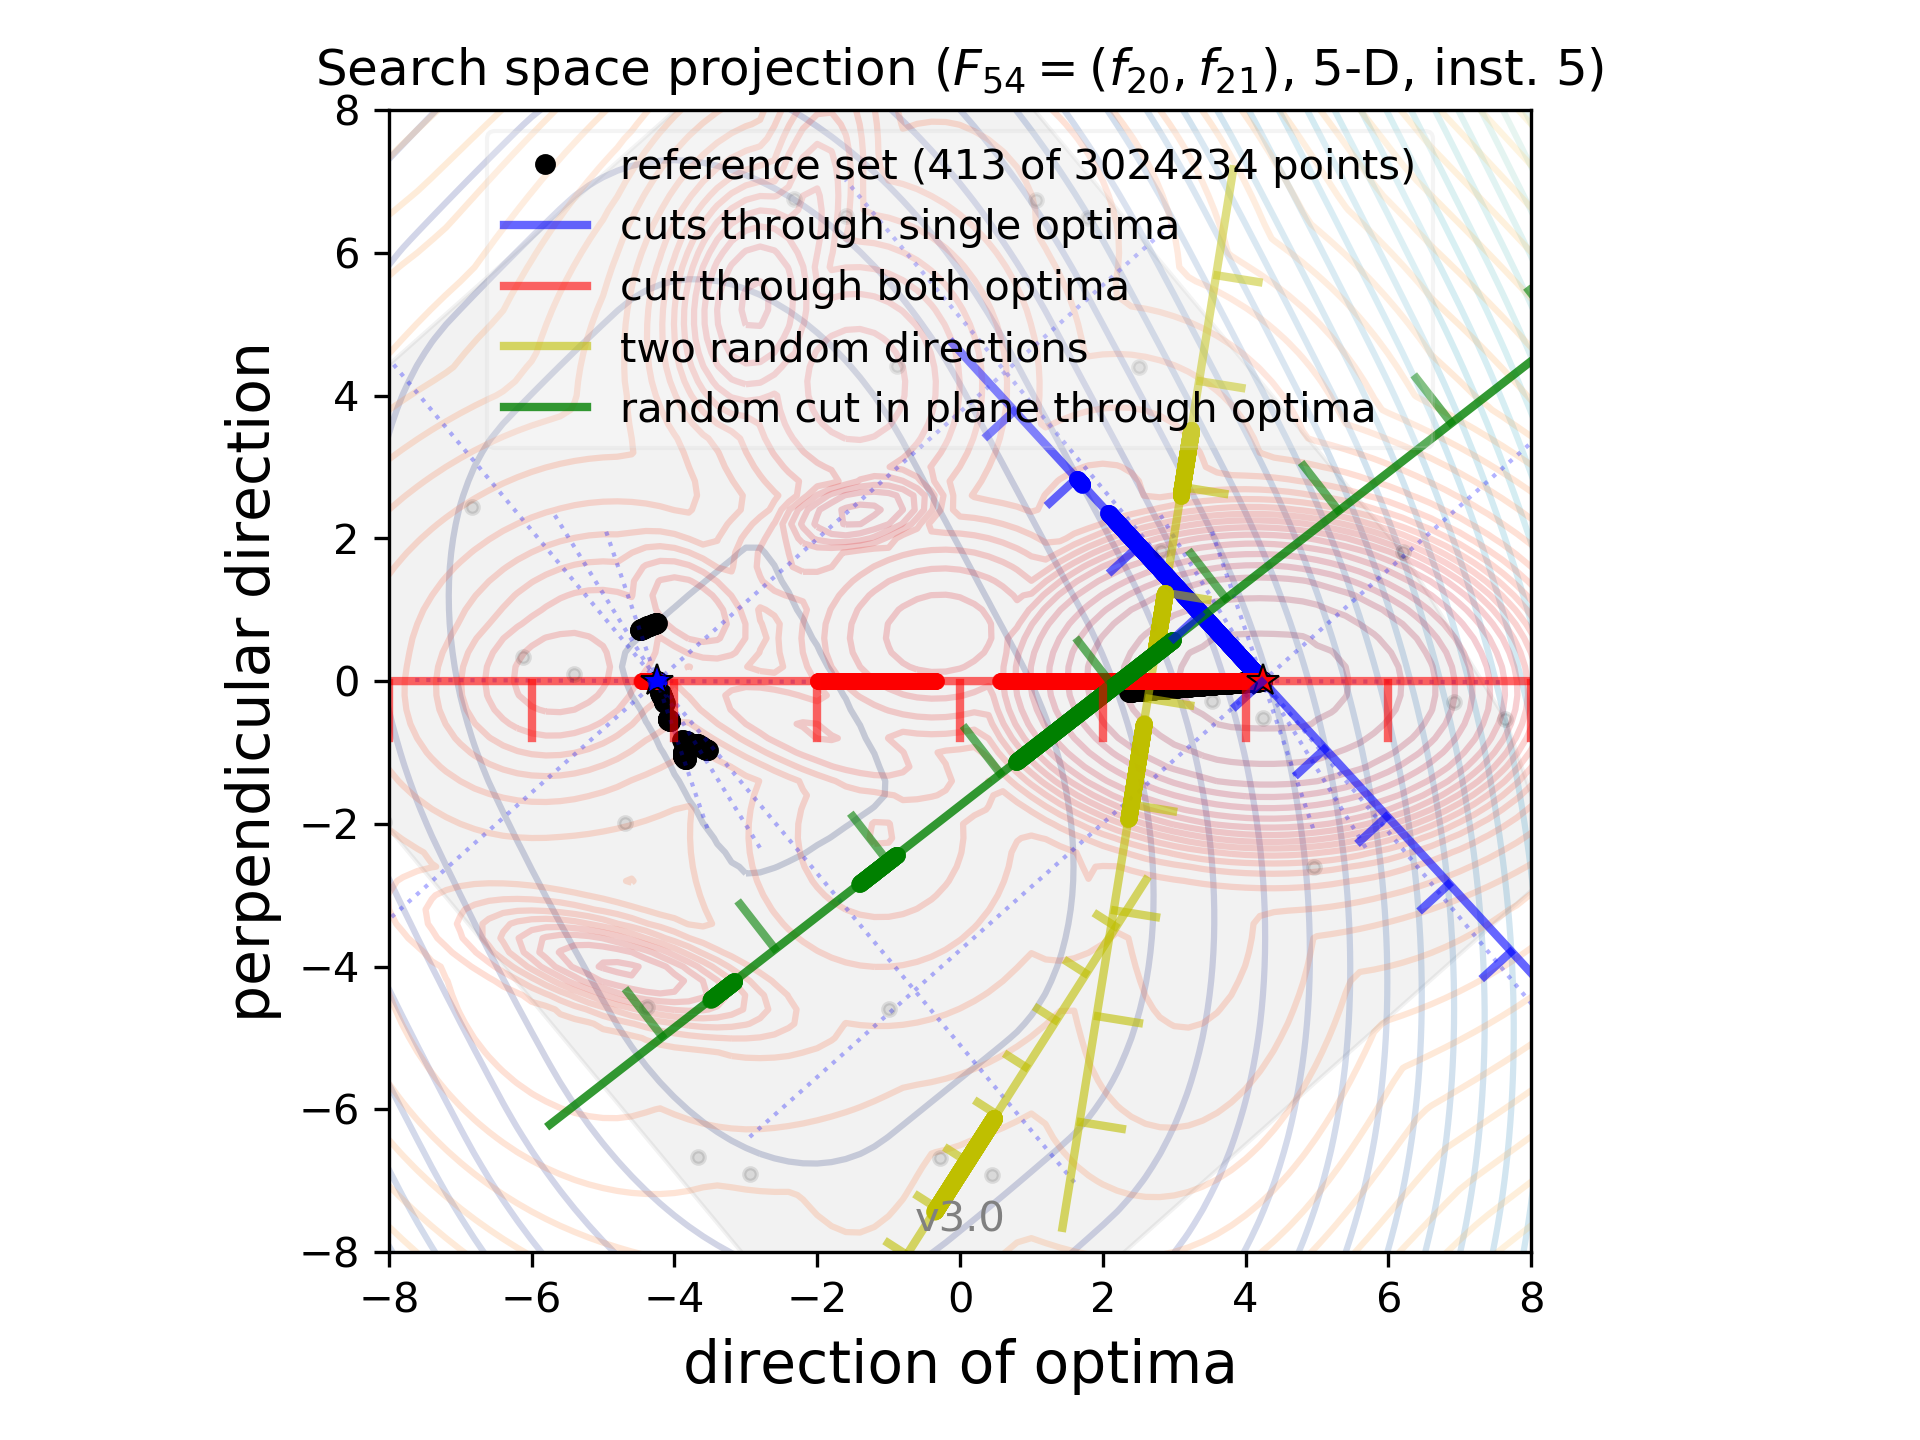 Search space projection (F₅₄ = (f₂₀, f₂₁), 5-D, inst. 5)
reference set (413 of 3024234 points)
cuts through single optima
cut through both optima
two random directions
random cut in plane through optima
perpendicular direction
8
6
4
2
0
−2
−4
−6
−8
v3.0
−8 −6 −4 −2 0 2 4 6 8
direction of optima